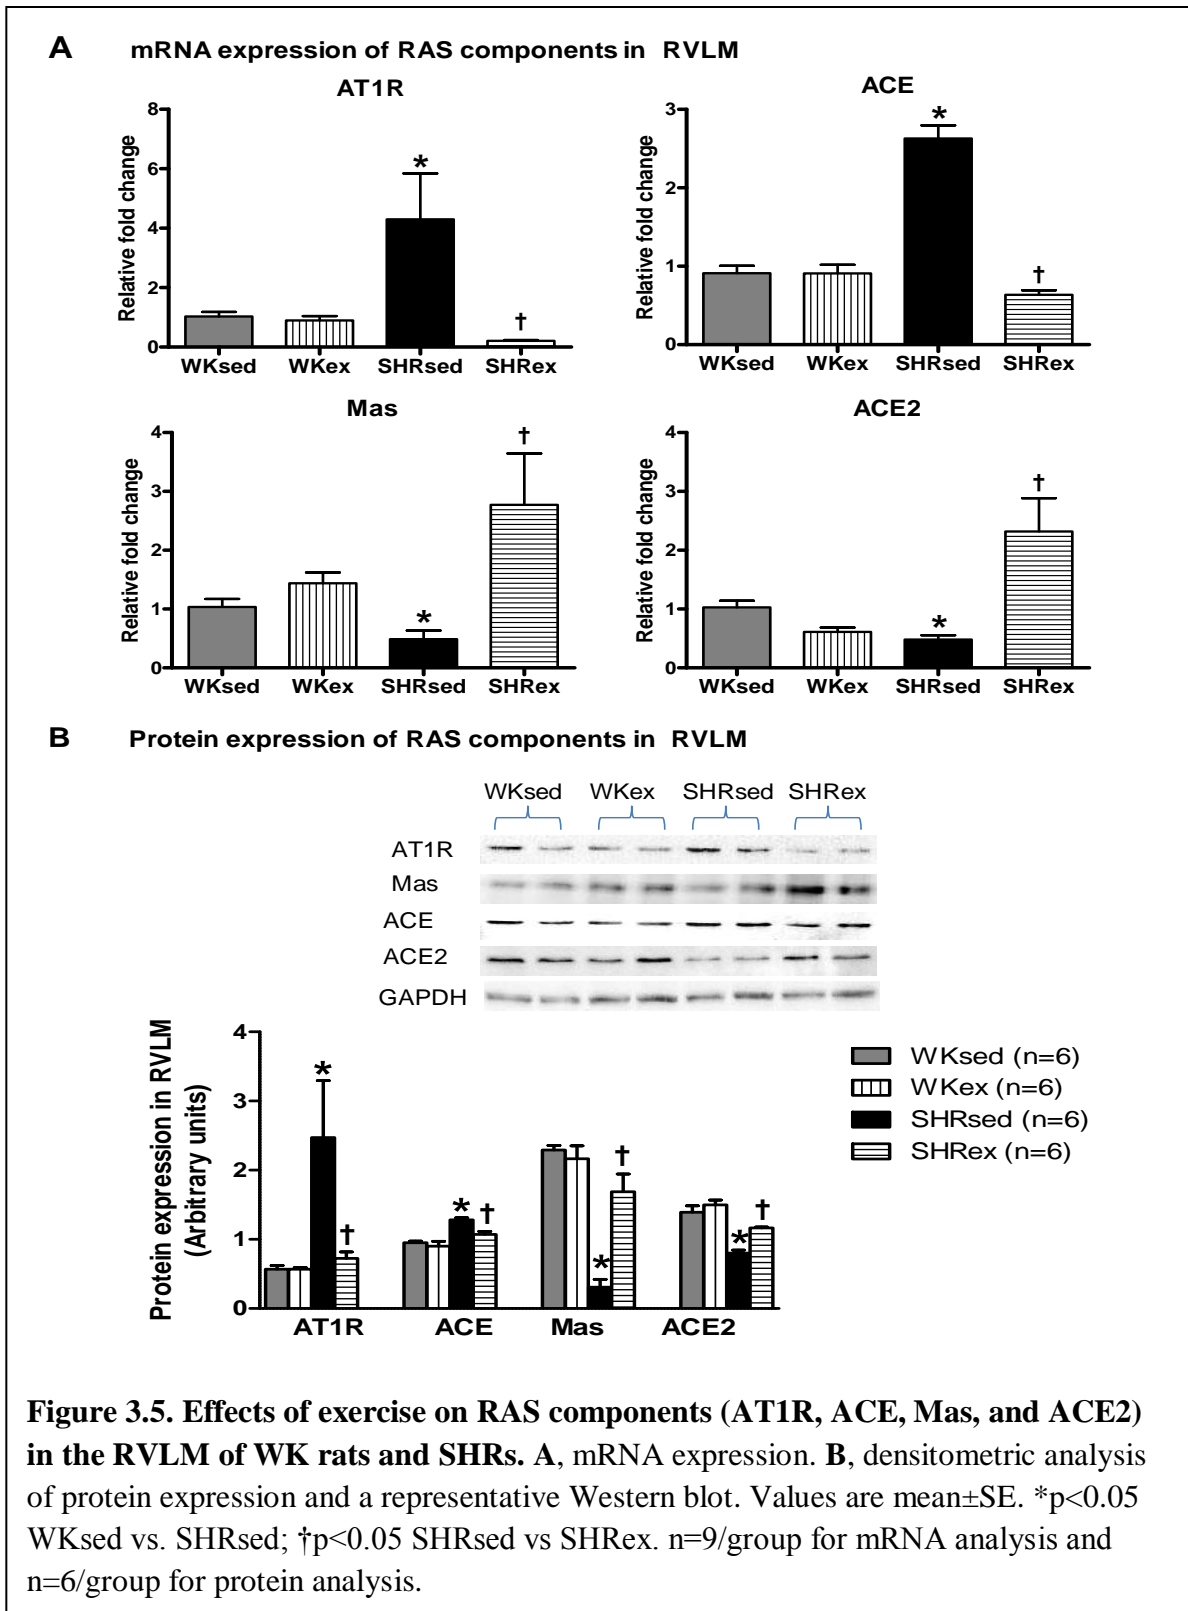 A mRNA expression of RAS components in RVLM
AT1R
Relative fold change
8
6
4
2
0
*
†
WKsed WKex SHRsed SHRex
ACE
Relative fold change
3
2
1
0
*
†
WKsed WKex SHRsed SHRex
Mas
Relative fold change
4
3
2
1
0
*
†
WKsed WKex SHRsed SHRex
ACE2
Relative fold change
4
3
2
1
0
*
†
WKsed WKex SHRsed SHRex
B Protein expression of RAS components in RVLM
WKsed WKex SHRsed SHRex
AT1R
Mas
ACE
ACE2
GAPDH
Protein expression in RVLM
(Arbitrary units)
4
3
2
1
0
*
†
*
†
*
†
*
†
AT1R ACE Mas ACE2
WKsed (n=6)
WKex (n=6)
SHRsed (n=6)
SHRex (n=6)
Figure 3.5. Effects of exercise on RAS components (AT1R, ACE, Mas, and ACE2)
in the RVLM of WK rats and SHRs. A, mRNA expression. B, densitometric analysis
of protein expression and a representative Western blot. Values are mean±SE. *p<0.05
WKsed vs. SHRsed; †p<0.05 SHRsed vs SHRex. n=9/group for mRNA analysis and
n=6/group for protein analysis.